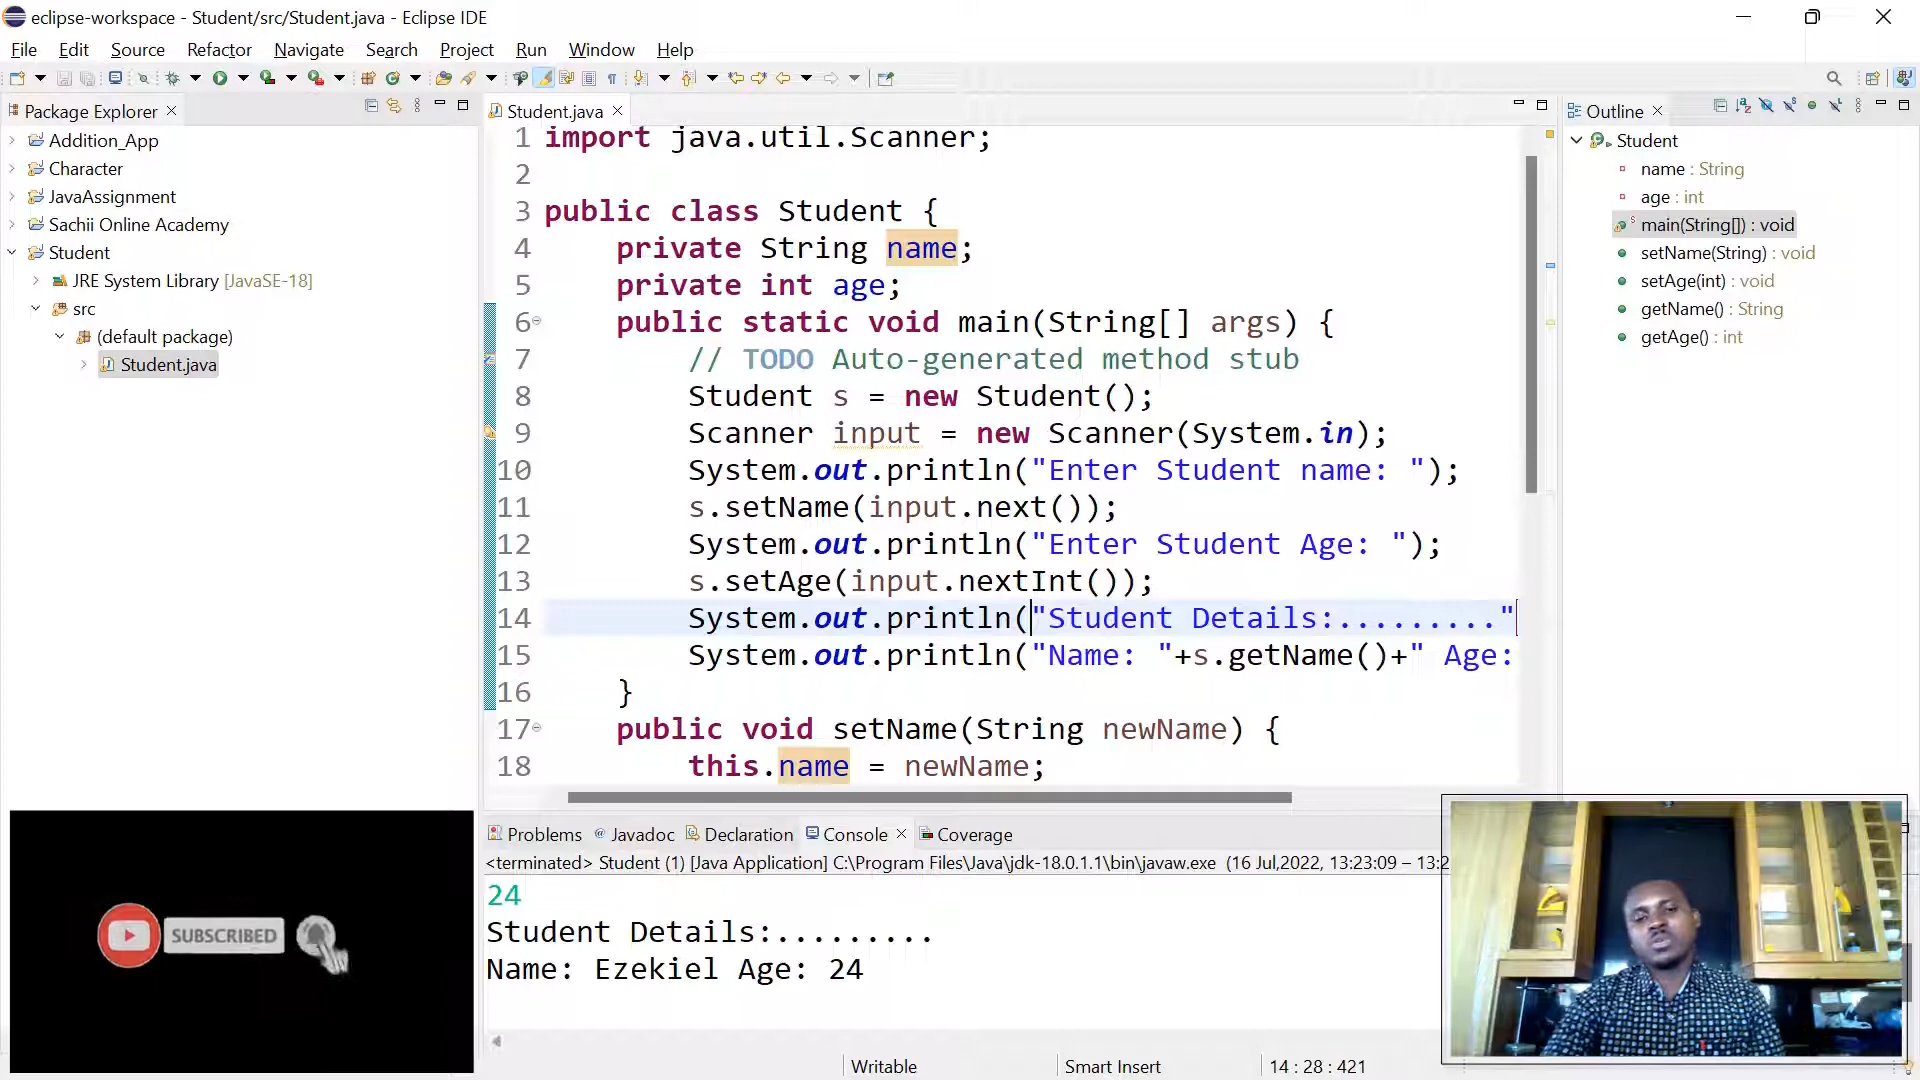 eclipse-workspace - Student/src/Student.java - Eclipse IDE
File Edit Source Refactor Navigate Search Project Run Window Help
Package Explorer
Addition_App
Character
JavaAssignment
Sachii Online Academy
Student
JRE System Library [JavaSE-18]
src
(default package)
Student.java
Student.java
1 import java.util.Scanner;
2
3 public class Student {
4 private String name;
5 private int age;
6 public static void main(String[] args) {
7 // TODO Auto-generated method stub
8 Student s = new Student();
9 Scanner input = new Scanner(System.in);
10 System.out.println("Enter Student name: ");
11 s.setName(input.next());
12 System.out.println("Enter Student Age: ");
13 s.setAge(input.nextInt());
14 System.out.println("Student Details:........."
15 System.out.println("Name: "+s.getName()+" Age:
16 }
17 public void setName(String newName) {
18 this.name = newName;
Outline
Student
name : String
age : int
main(String[]) : void
setName(String) : void
setAge(int) : void
getName() : String
getAge() : int
Problems Javadoc Declaration Console Coverage
<terminated> Student (1) [Java Application] C:\Program Files\Java\jdk-18.0.1.1\bin\javaw.exe (16 Jul,2022, 13:23:09 – 13:2
24
Student Details:.........
Name: Ezekiel Age: 24
SUBSCRIBED
Writable Smart Insert 14 : 28 : 421